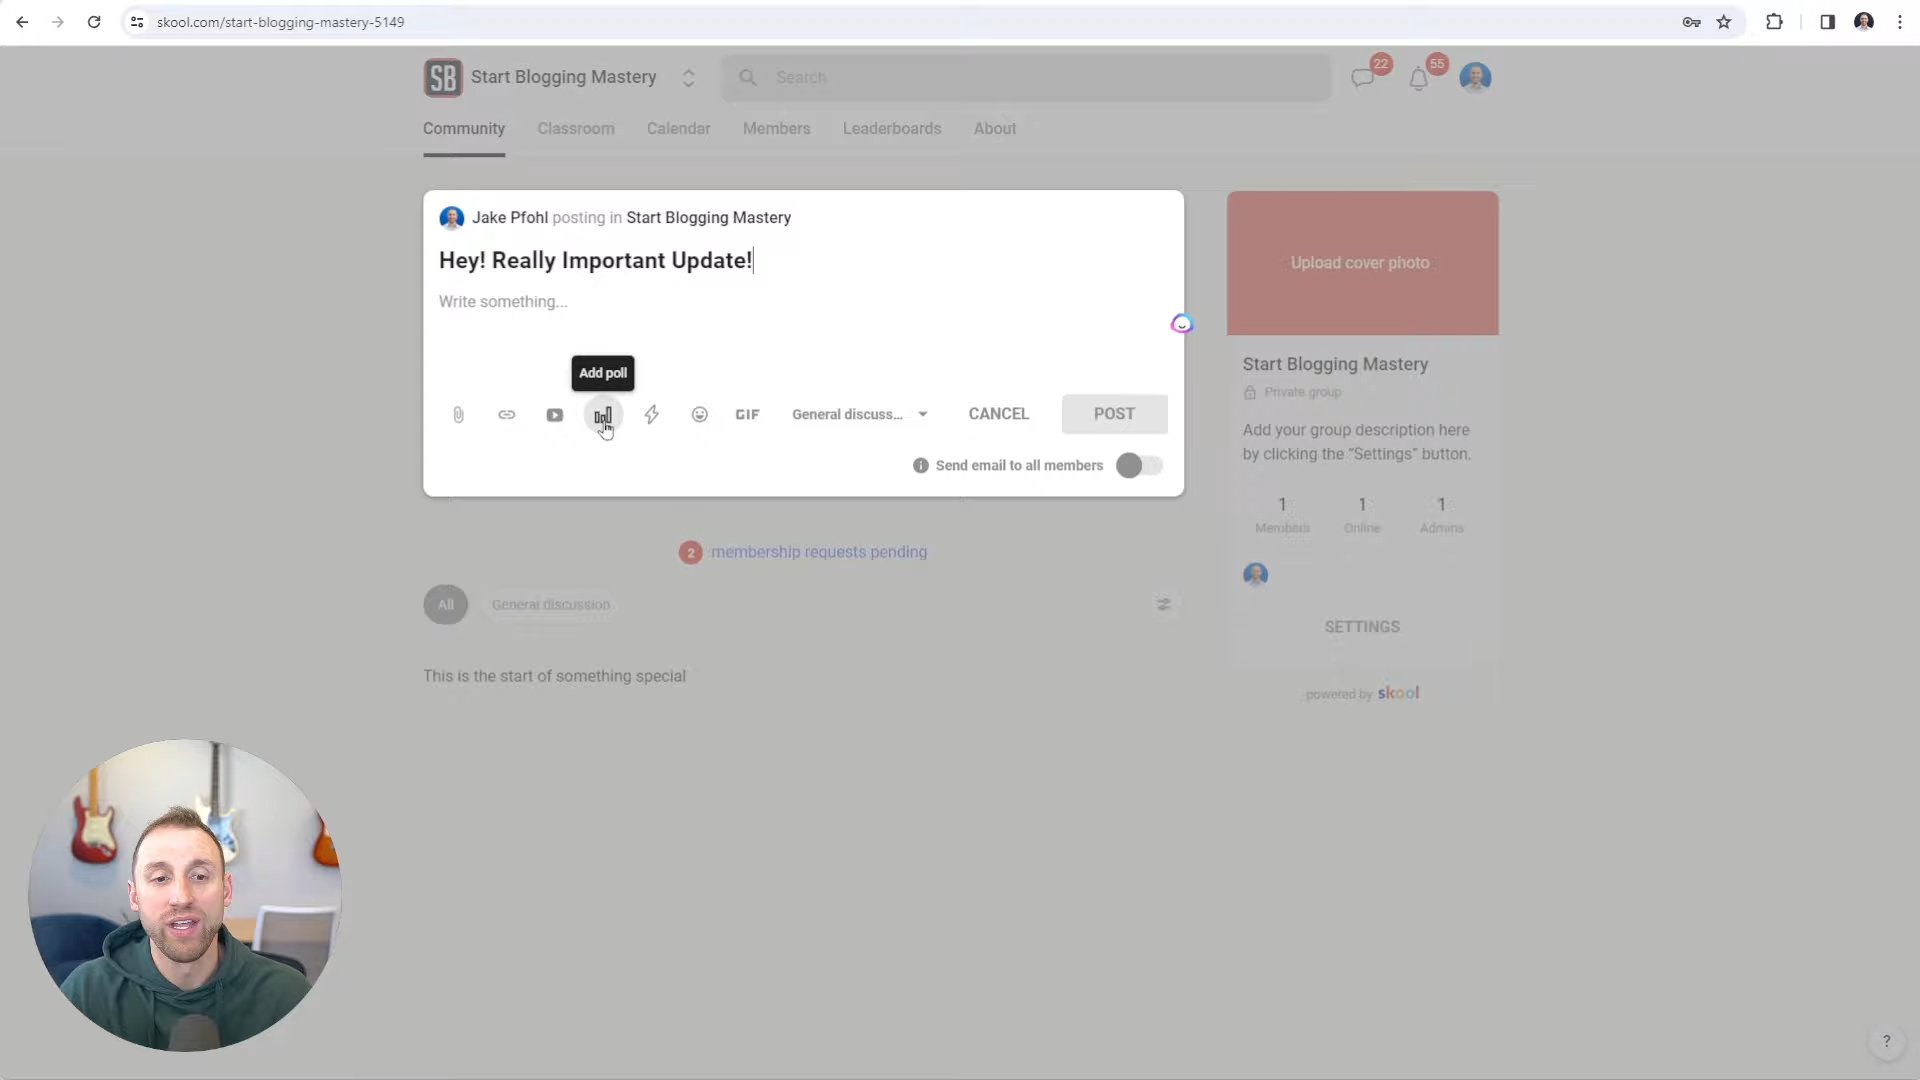 skool.com/start-blogging-mastery-5149
SB Start Blogging Mastery
Search
22
55
Community Classroom Calendar Members Leaderboards About
Jake Pfohl posting in Start Blogging Mastery
Hey! Really Important Update!
Write something...
Add poll
GIF General discuss... CANCEL POST
Send email to all members
2 membership requests pending
All General discussion
This is the start of something special
Upload cover photo
Start Blogging Mastery
Private group
Add your group description here
by clicking the "Settings" button.
1 1 1
Members Online Admins
SETTINGS
powered by skool
?